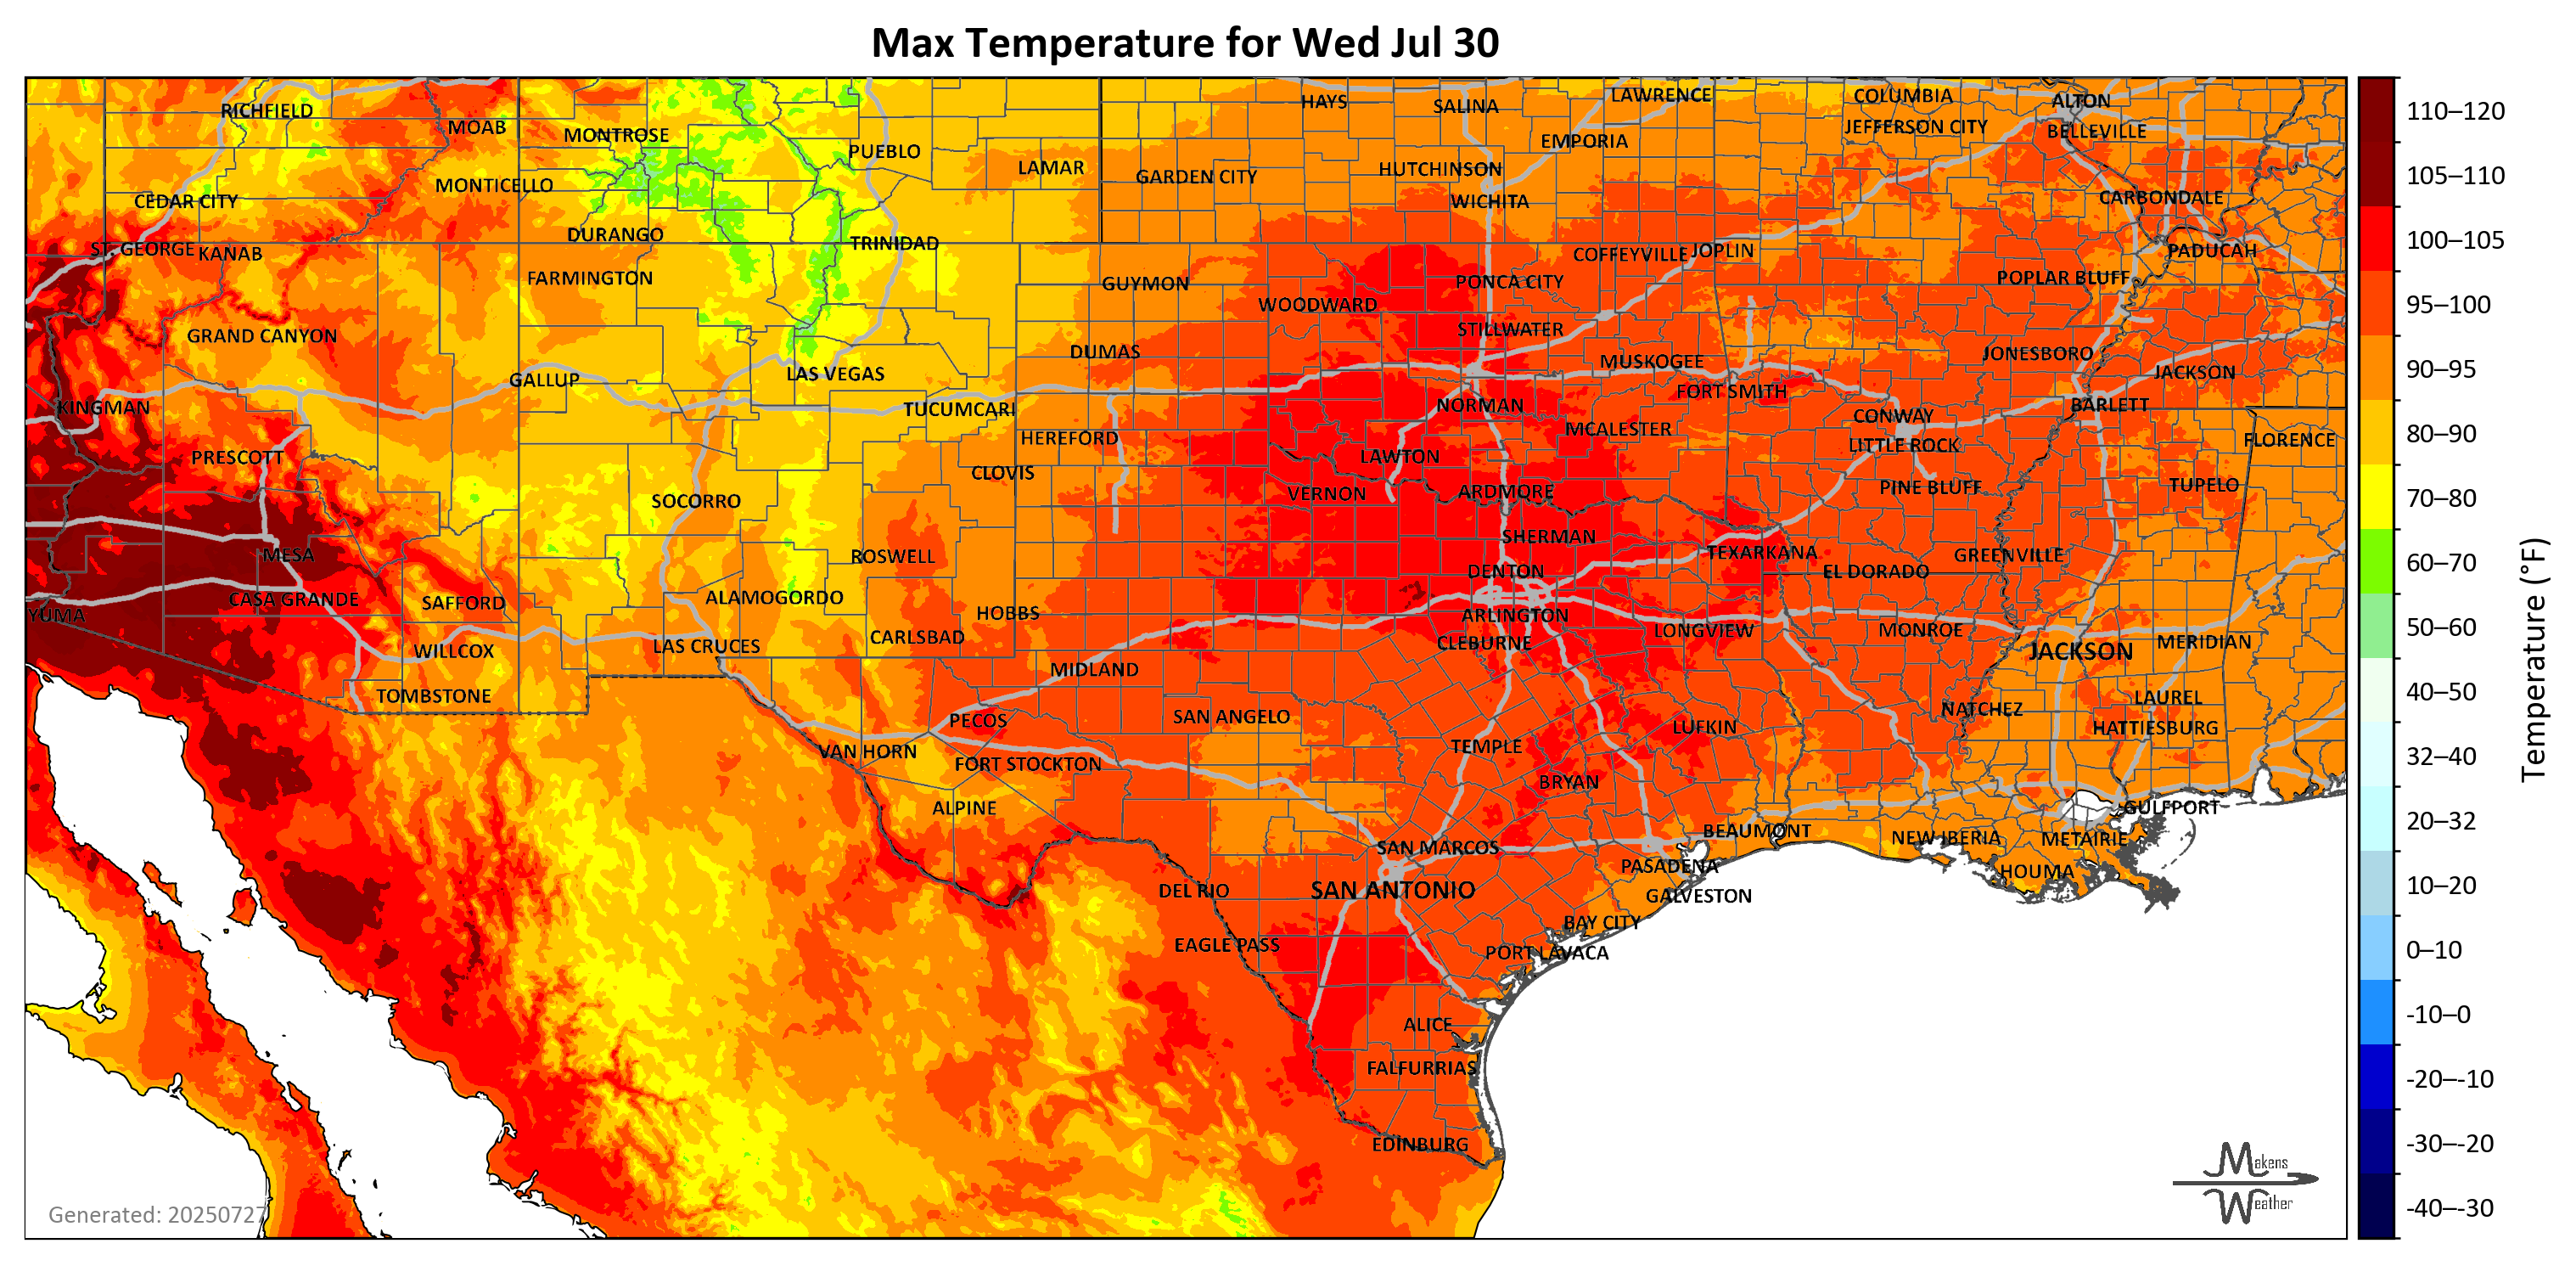 Max Temperature for Wed Jul 30
RICHFIELD
MOAB
MONTROSE
PUEBLO
LAMAR
HAYS
SALINA
LAWRENCE
COLUMBIA
ALTON
JEFFERSON CITY
BELLEVILLE
EMPORIA
GARDEN CITY
HUTCHINSON
WICHITA
CARBONDALE
MONTICELLO
CEDAR CITY
DURANGO
TRINIDAD
ST. GEORGE
KANAB
COFFEYVILLE
JOPLIN
PADUCAH
FARMINGTON
GUYMON
PONCA CITY
POPLAR BLUFF
WOODWARD
STILLWATER
GRAND CANYON
DUMAS
MUSKOGEE
JONESBORO
JACKSON
GALLUP
LAS VEGAS
FORT SMITH
KINGMAN
TUCUMCARI
NORMAN
CONWAY
BARLETT
HEREFORD
MCALESTER
LITTLE ROCK
FLORENCE
PRESCOTT
CLOVIS
LAWTON
VERNON
ARDMORE
PINE BLUFF
TUPELO
SOCORRO
SHERMAN
MESA
ROSWELL
TEXARKANA
GREENVILLE
DENTON
EL DORADO
CASA GRANDE
SAFFORD
ALAMOGORDO
HOBBS
ARLINGTON
YUMA
CARLSBAD
CLEBURNE
LONGVIEW
MONROE
WILLCOX
LAS CRUCES
JACKSON
MERIDIAN
MIDLAND
TOMBSTONE
PECOS
SAN ANGELO
NATCHEZ
LAUREL
VAN HORN
FORT STOCKTON
TEMPLE
LUFKIN
HATTIESBURG
BRYAN
ALPINE
GULFPORT
BEAUMONT
NEW IBERIA
METAIRIE
SAN MARCOS
PASADENA
HOUMA
DEL RIO
SAN ANTONIO
GALVESTON
BAY CITY
EAGLE PASS
PORT LAVACA
ALICE
FALFURRIAS
EDINBURG
Generated: 20250727
Makens
Weather
110–120
105–110
100–105
95–100
90–95
80–90
70–80
60–70
50–60
40–50
32–40
20–32
10–20
0–10
-10–0
-20–-10
-30–-20
-40–-30
Temperature (°F)